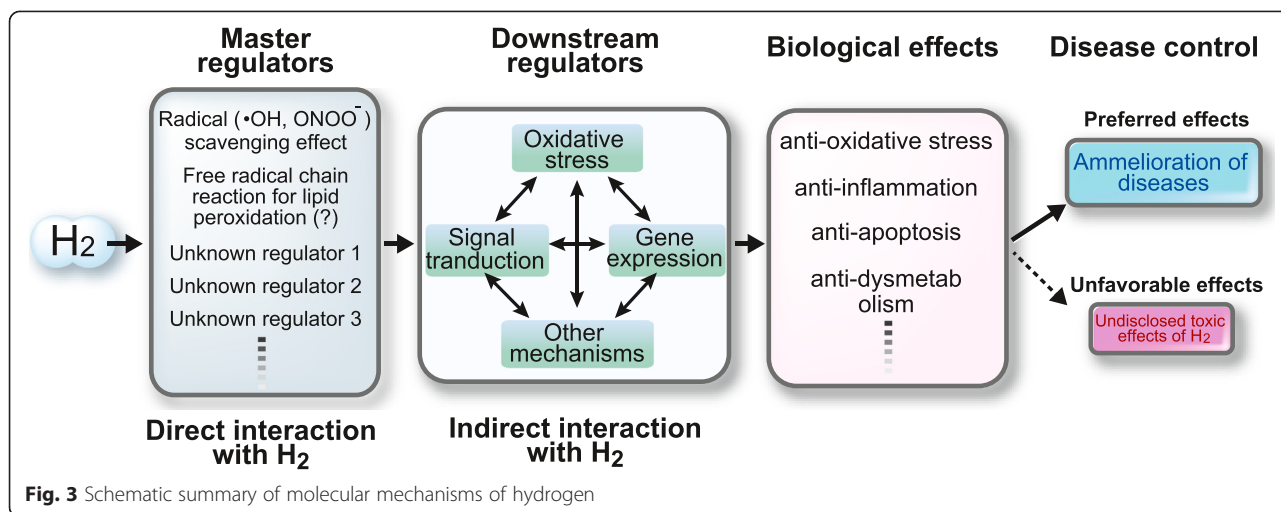 Master
regulators
Downstream
regulators
Biological effects
Disease control
H2
Radical (•OH, ONOO⁻)
scavenging effect
Free radical chain
reaction for lipid
peroxidation (?)
Unknown regulator 1
Unknown regulator 2
Unknown regulator 3
Direct interaction
with H2
Oxidative
stress
Signal
tranduction
Gene
expression
Other
mechanisms
Indirect interaction
with H2
anti-oxidative stress
anti-inflammation
anti-apoptosis
anti-dysmetab
olism
Preferred effects
Ammelioration of
diseases
Unfavorable effects
Undisclosed toxic
effects of H2
Fig. 3 Schematic summary of molecular mechanisms of hydrogen